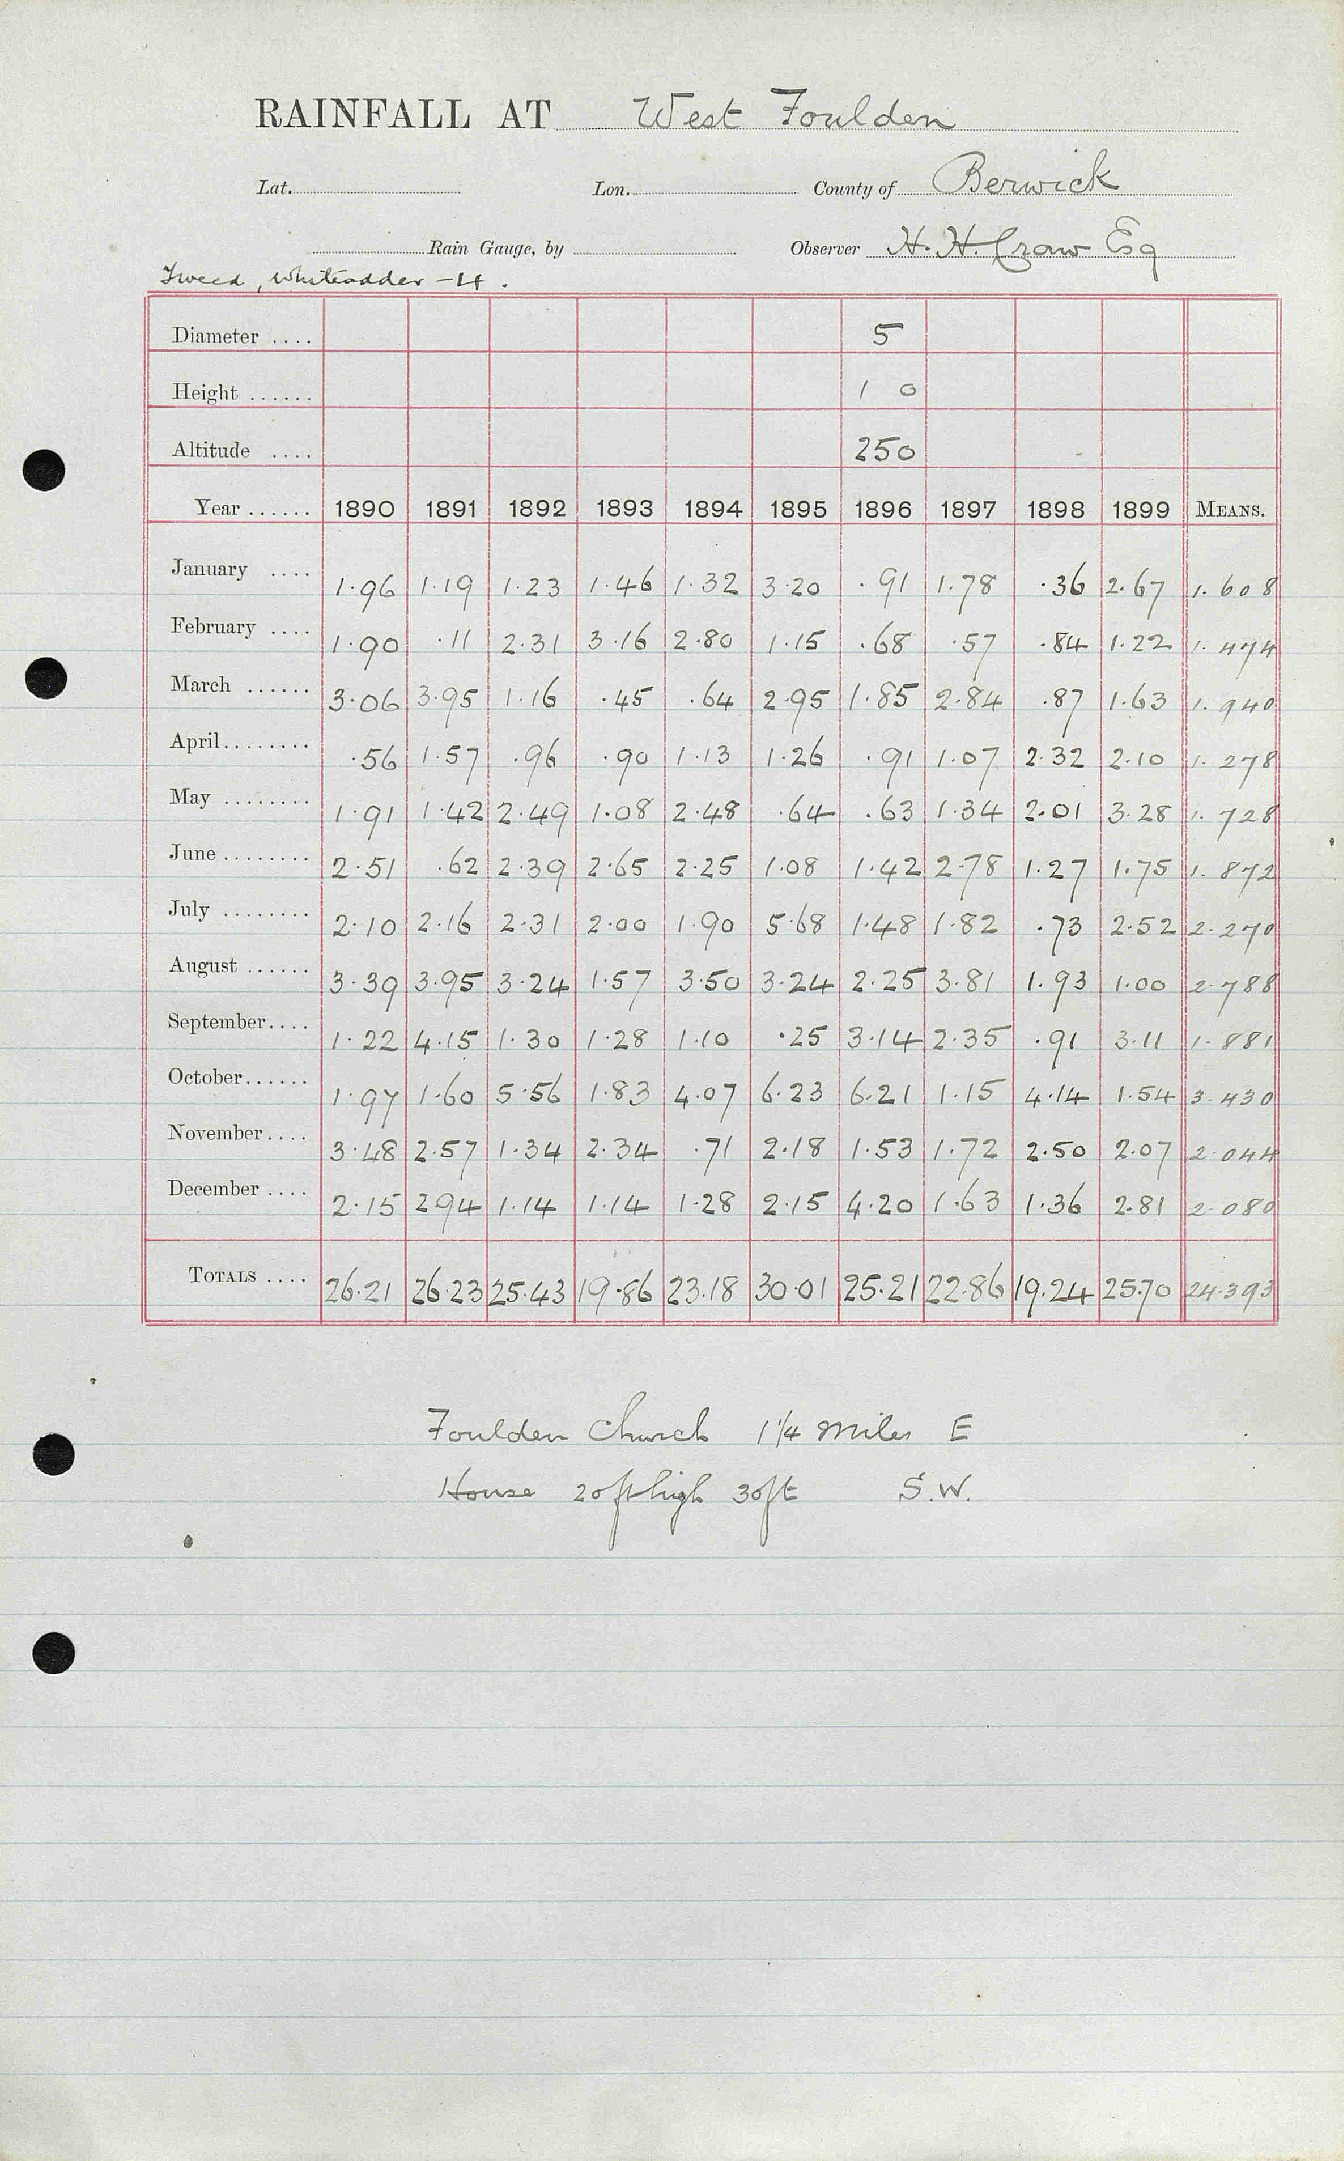 RAINFALL AT West Foulden
Lat. Lon. County of Berwick
Rain Gauge, by Observer H. H. Craw Esq
Tweed, Whiteadder - 4.
Diameter .... 5
Height ...... 1 0
Altitude .... 250
Year ...... 1890 1891 1892 1893 1894 1895 1896 1897 1898 1899 MEANS.
January .... 1.96 1.19 1.23 1.46 1.32 3.20 .91 1.78 .36 2.67 1.608
February .... 1.90 .11 2.31 3.16 2.80 1.15 .68 .57 .84 1.22 1.474
March ...... 3.06 3.95 1.16 .45 .64 2.95 1.85 2.84 .87 1.63 1.940
April........ .56 1.57 .96 .90 1.13 1.26 .91 1.07 2.32 2.10 1.278
May ........ 1.91 1.42 2.49 1.08 2.48 .64 .63 1.34 2.01 3.28 1.728
June ........ 2.51 .62 2.39 2.65 2.25 1.08 1.42 2.78 1.27 1.75 1.872
July ........ 2.10 2.16 2.31 2.00 1.90 5.68 1.48 1.82 .73 2.52 2.270
August ...... 3.39 3.95 3.24 1.57 3.50 3.24 2.25 3.81 1.93 1.00 2.788
September.... 1.22 4.15 1.30 1.28 1.10 .25 3.14 2.35 .91 3.11 1.881
October...... 1.97 1.60 5.56 1.83 4.07 6.23 6.21 1.15 4.14 1.54 3.430
November.... 3.48 2.57 1.34 2.34 .71 2.18 1.53 1.72 2.50 2.07 2.044
December .... 2.15 294 1.14 1.14 1.28 2.15 4.20 1.63 1.36 2.81 2.080
TOTALS .... 26.21 26.23 25.43 19.86 23.18 30.01 25.21 22.86 19.24 25.70 24.393
Foulden Church 1 1/4 miles E
House 20ft high 30ft S.W.